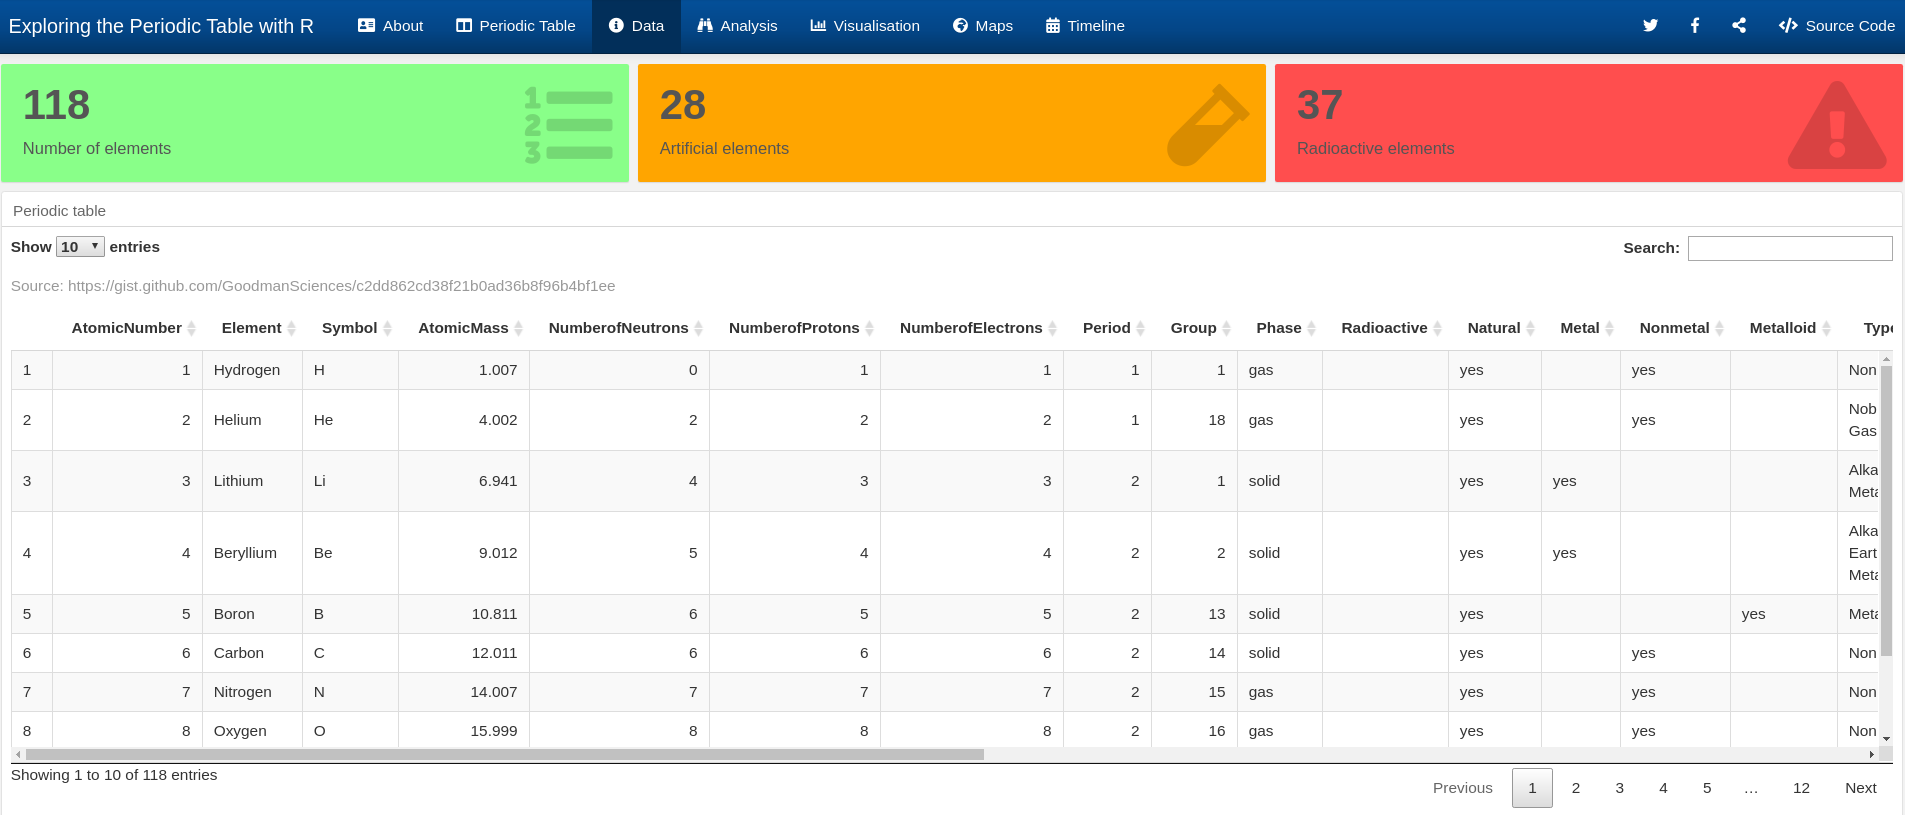 Exploring the Periodic Table with R About Periodic Table Data Analysis Visualisation Maps Timeline Source Code
118
Number of elements
28
Artificial elements
37
Radioactive elements
Periodic table
Show 10 entries Search:
Source: https://gist.github.com/GoodmanSciences/c2dd862cd38f21b0ad36b8f96b4bf1ee
AtomicNumber Element Symbol AtomicMass NumberofNeutrons NumberofProtons NumberofElectrons Period Group Phase Radioactive Natural Metal Nonmetal Metalloid Type
1 1 Hydrogen H 1.007 0 1 1 1 1 gas yes yes Non
2 2 Helium He 4.002 2 2 2 1 18 gas yes yes Nob
Gas
3 3 Lithium Li 6.941 4 3 3 2 1 solid yes yes Alka
Meta
4 4 Beryllium Be 9.012 5 4 4 2 2 solid yes yes Alka
Eart
Meta
5 5 Boron B 10.811 6 5 5 2 13 solid yes yes Meta
6 6 Carbon C 12.011 6 6 6 2 14 solid yes yes Non
7 7 Nitrogen N 14.007 7 7 7 2 15 gas yes yes Non
8 8 Oxygen O 15.999 8 8 8 2 16 gas yes yes Non
Showing 1 to 10 of 118 entries
Previous 1 2 3 4 5 … 12 Next